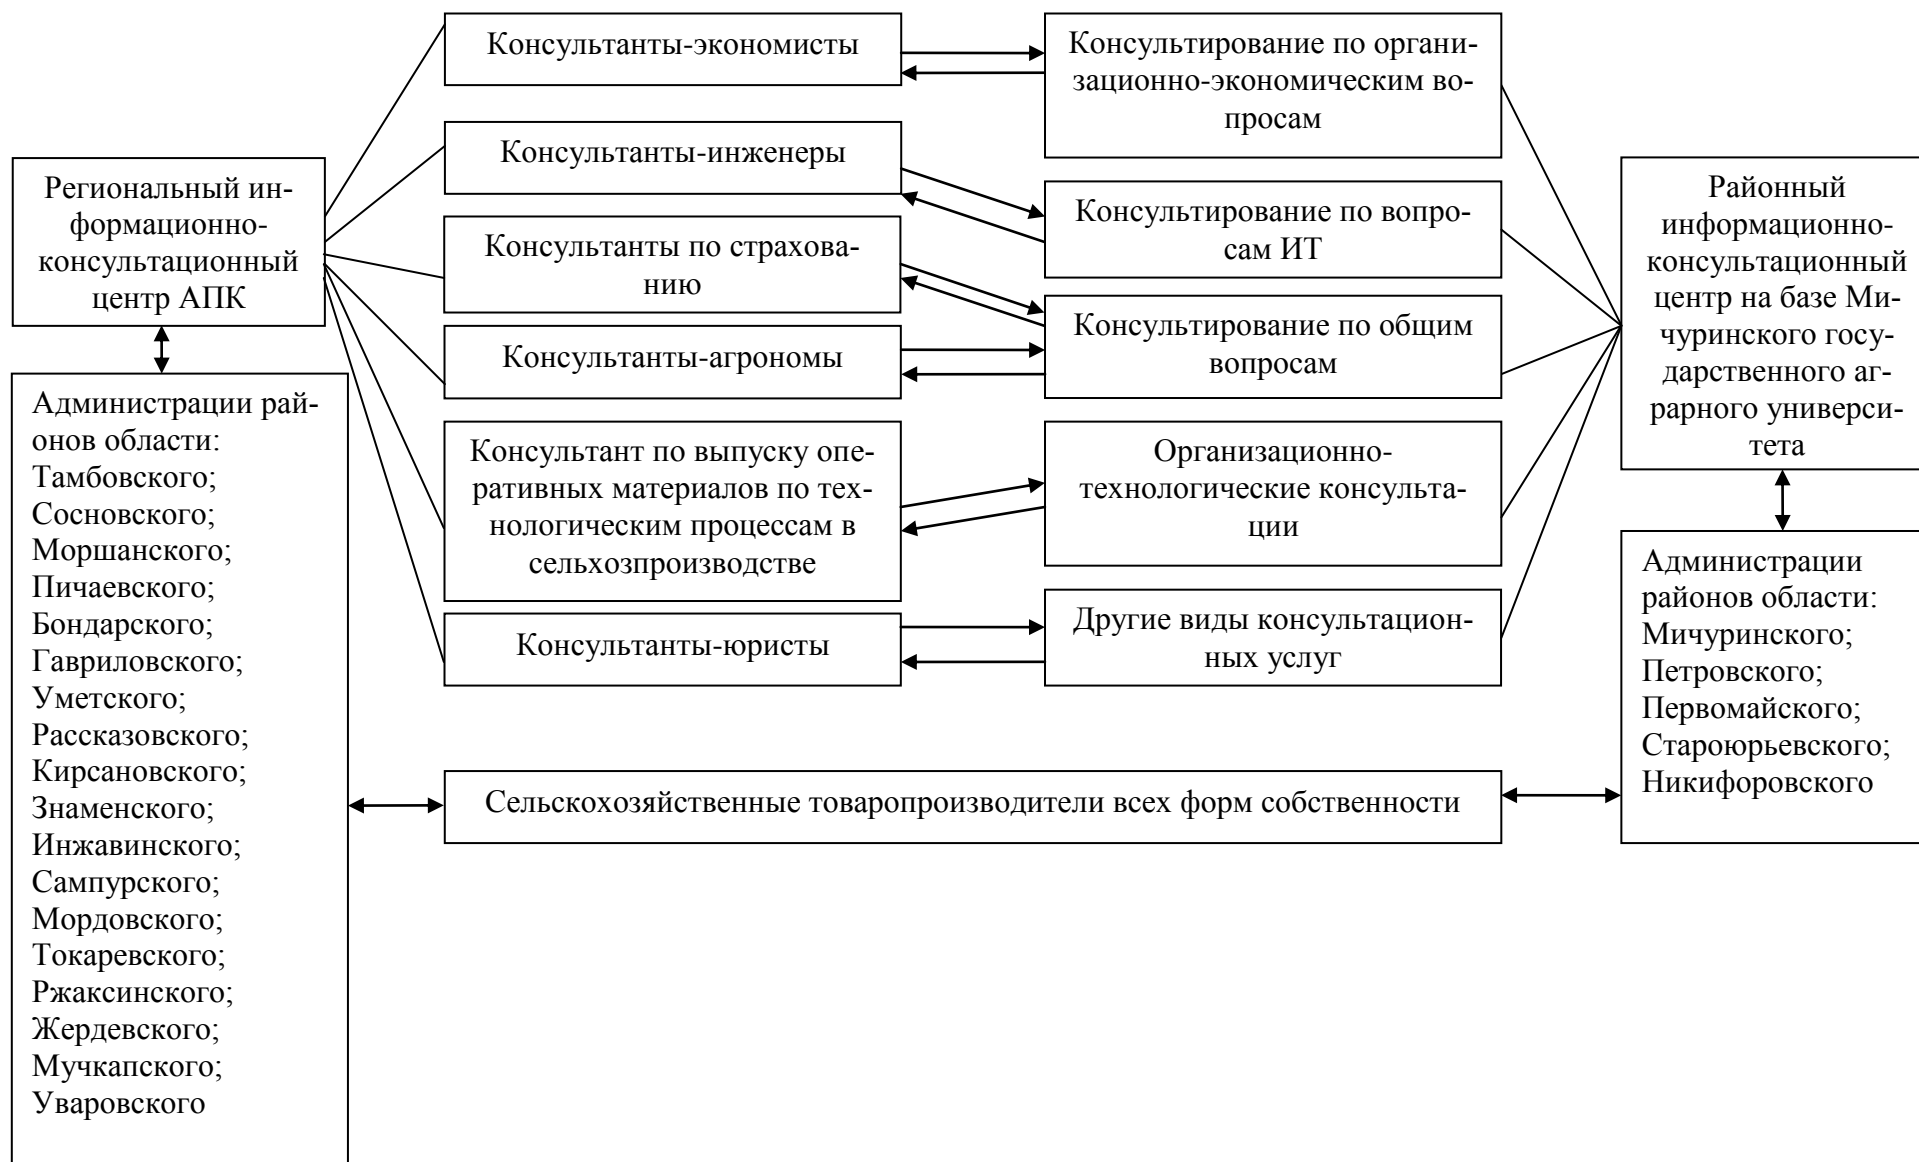 Региональный ин-
формационно-
консультационный
центр АПК
Администрации рай-
онов области:
Тамбовского;
Сосновского;
Моршанского;
Пичаевского;
Бондарского;
Гавриловского;
Уметского;
Рассказовского;
Кирсановского;
Знаменского;
Инжавинского;
Сампурского;
Мордовского;
Токаревского;
Ржаксинского;
Жердевского;
Мучкапского;
Уваровского
Консультанты-экономисты
Консультанты-инженеры
Консультанты по страхова-
нию
Консультанты-агрономы
Консультант по выпуску опе-
ративных материалов по тех-
нологическим процессам в
сельхозпроизводстве
Консультанты-юристы
Консультирование по органи-
зационно-экономическим во-
просам
Консультирование по вопро-
сам ИТ
Консультирование по общим
вопросам
Организационно-
технологические консульта-
ции
Другие виды консультацион-
ных услуг
Сельскохозяйственные товаропроизводители всех форм собственности
Районный
информационно-
консультационный
центр на базе Ми-
чуринского госу-
дарственного аг-
рарного универси-
тета
Администрации
районов области:
Мичуринского;
Петровского;
Первомайского;
Староюрьевского;
Никифоровского